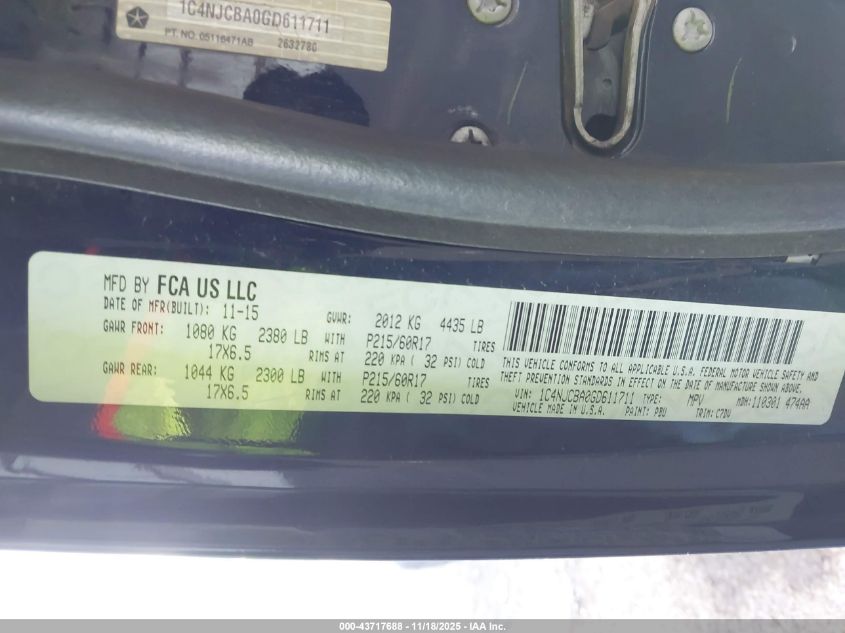 1C4NJCBA0GD611711
PT. NO. 05116471AB 2632780
MFD BY FCA US LLC
DATE OF MFR(BUILT): 11-15 GVWR: 2012 KG 4435 LB
GAWR FRONT: 1080 KG 2380 LB WITH P215/60R17 TIRES
17X6.5 RIMS AT 220 KPA ( 32 PSI) COLD
GAWR REAR: 1044 KG 2300 LB WITH P215/60R17 TIRES
17X6.5 RIMS AT 220 KPA ( 32 PSI) COLD
THIS VEHICLE CONFORMS TO ALL APPLICABLE U.S.A. FEDERAL MOTOR VEHICLE SAFETY AND
THEFT PREVENTION STANDARDS IN EFFECT ON THE DATE OF MANUFACTURE SHOWN ABOVE.
VIN: 1C4NJCBA0GD611711 TYPE: MPV MDH: 110301 474AA
VEHICLE MADE IN U.S.A. PAINT: PBU TRIM: C7DV
000-43717688 - 11/18/2025 - IAA Inc.